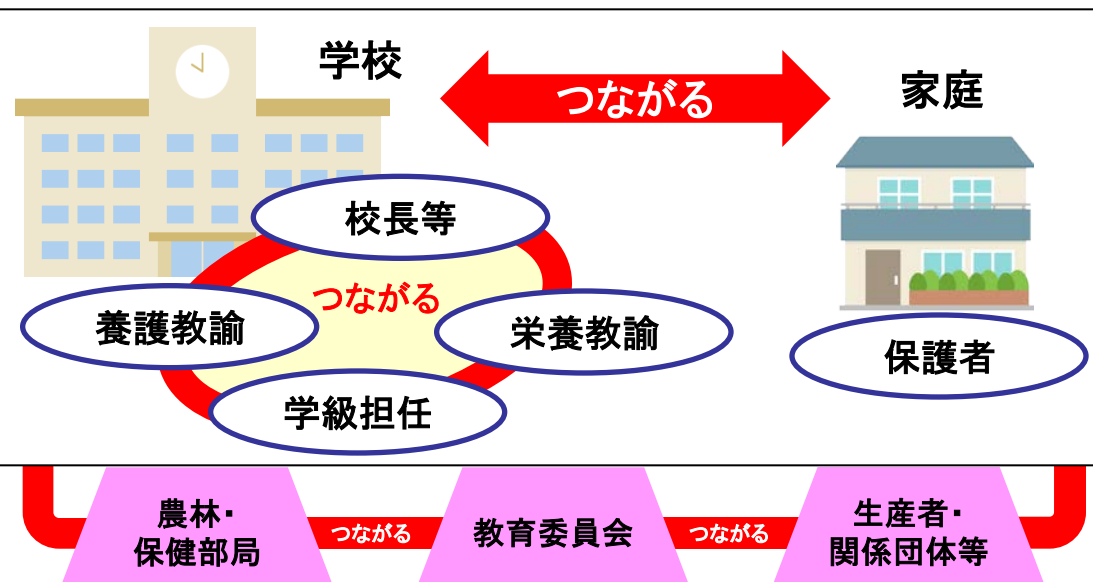 学校
つながる
家庭
校長等
つながる
養護教諭
栄養教諭
学級担任
保護者
農林・
保健部局
つながる
教育委員会
つながる
生産者・
関係団体等